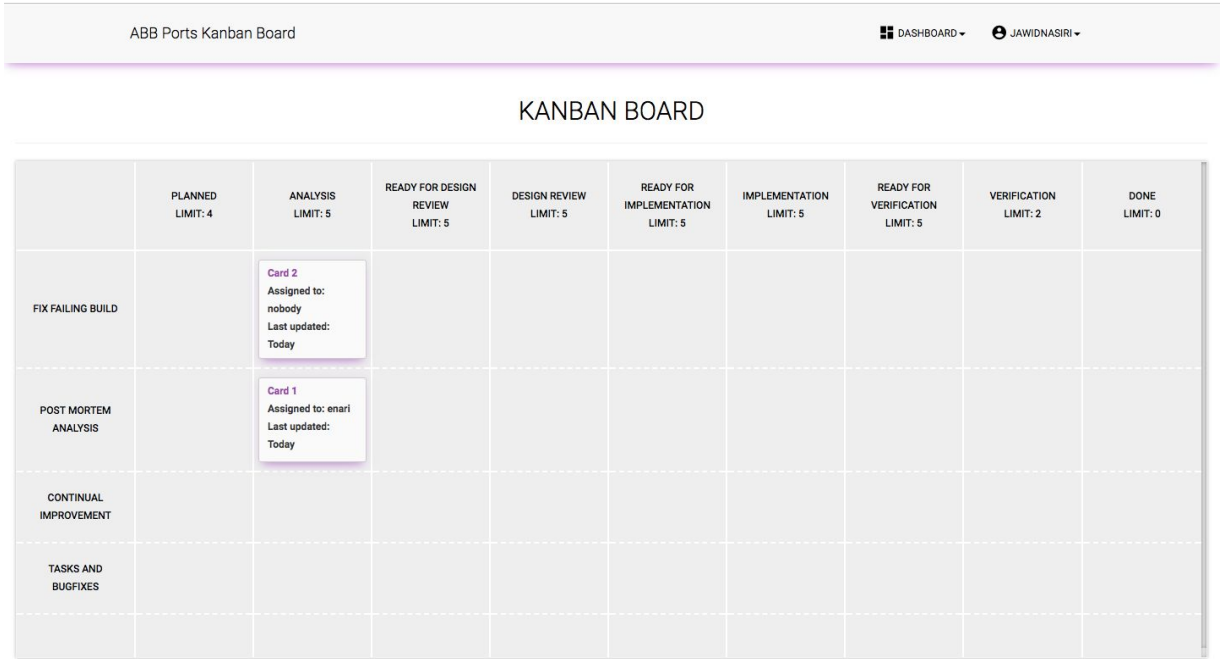 ABB Ports Kanban Board
DASHBOARD
JAWIDNASIRI
KANBAN BOARD
PLANNED
LIMIT: 4
ANALYSIS
LIMIT: 5
READY FOR DESIGN
REVIEW
LIMIT: 5
DESIGN REVIEW
LIMIT: 5
READY FOR
IMPLEMENTATION
LIMIT: 5
IMPLEMENTATION
LIMIT: 5
READY FOR
VERIFICATION
LIMIT: 5
VERIFICATION
LIMIT: 2
DONE
LIMIT: 0
FIX FAILING BUILD
Card 2
Assigned to:
nobody
Last updated:
Today
POST MORTEM
ANALYSIS
Card 1
Assigned to: enari
Last updated:
Today
CONTINUAL
IMPROVEMENT
TASKS AND
BUGFIXES